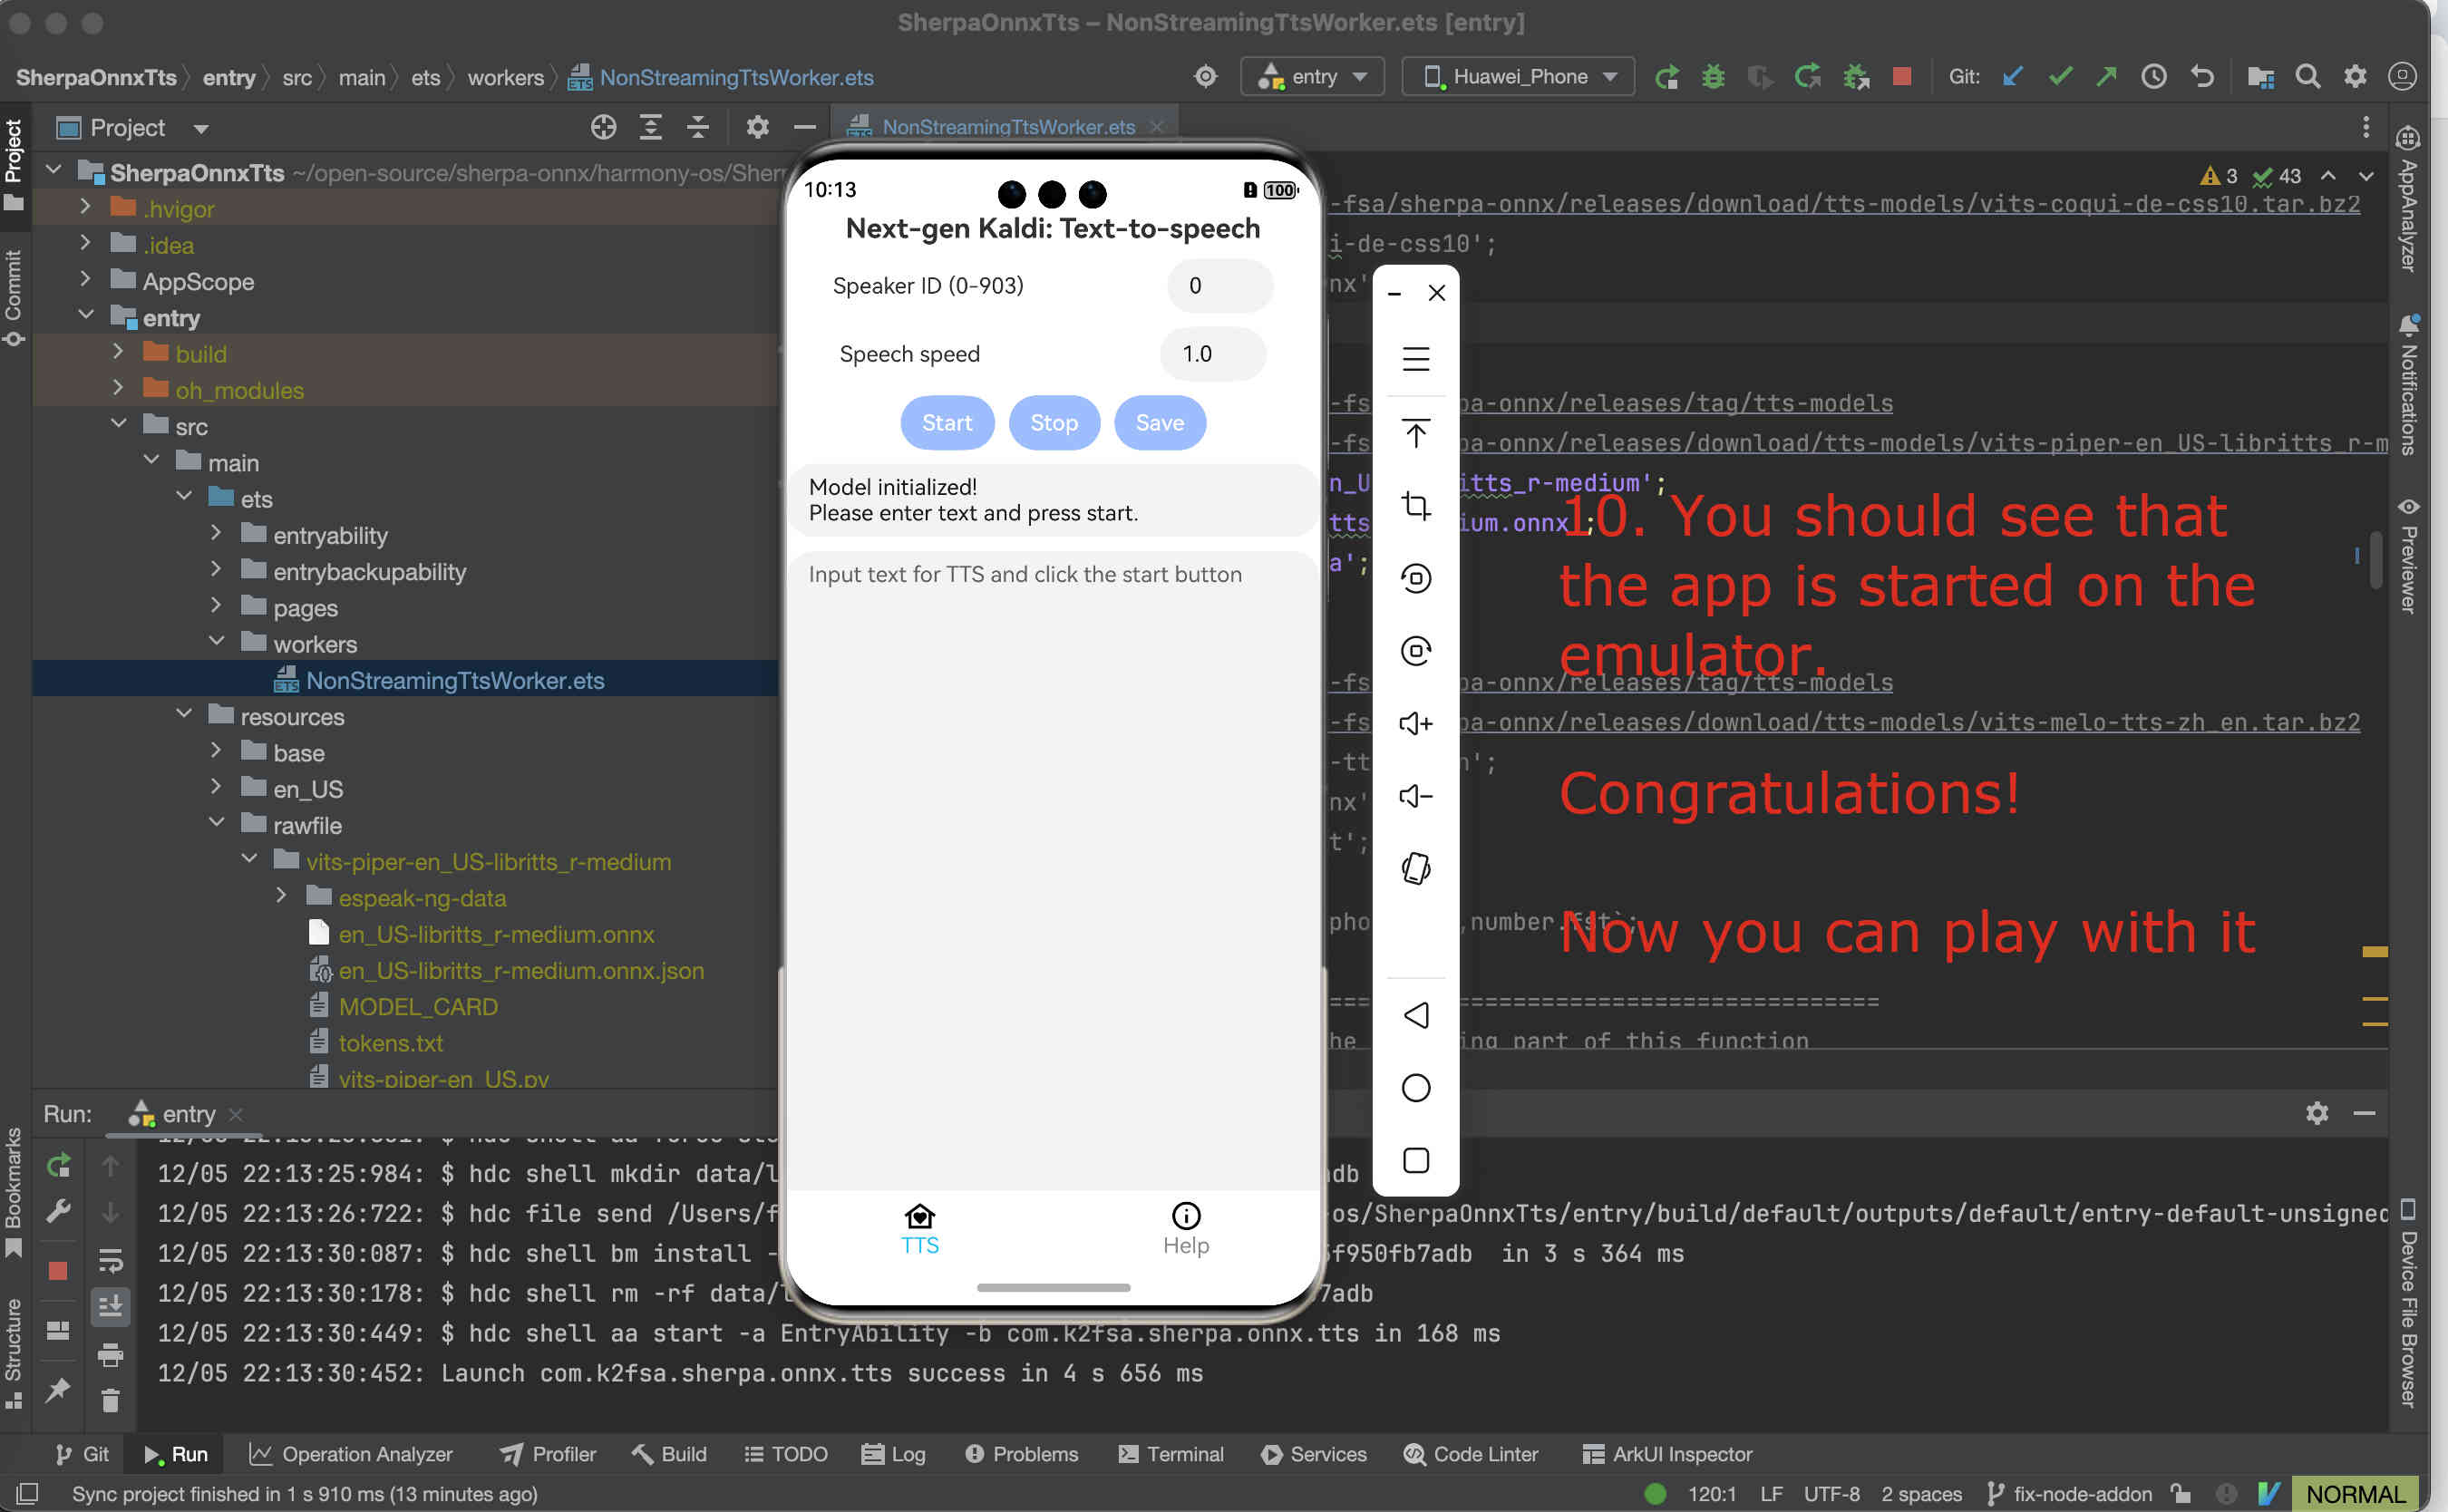 SherpaOnnxTts – NonStreamingTtsWorker.ets [entry]
SherpaOnnxTts entry src main ets workers NonStreamingTtsWorker.ets
entry Huawei_Phone Git:
Project
NonStreamingTtsWorker.ets
Project
Commit
Bookmarks
Structure
SherpaOnnxTts ~/open-source/sherpa-onnx/harmony-os/Sher
.hvigor
.idea
AppScope
entry
build
oh_modules
src
main
ets
entryability
entrybackupability
pages
workers
NonStreamingTtsWorker.ets
resources
base
en_US
rawfile
vits-piper-en_US-libritts_r-medium
espeak-ng-data
en_US-libritts_r-medium.onnx
en_US-libritts_r-medium.onnx.json
MODEL_CARD
tokens.txt
vits-piper-en_US.py
10:13
100
Next-gen Kaldi: Text-to-speech
Speaker ID (0-903) 0
Speech speed 1.0
Start Stop Save
Model initialized!
Please enter text and press start.
Input text for TTS and click the start button
TTS Help
3 43
-fsa/sherpa-onnx/releases/download/tts-models/vits-coqui-de-css10.tar.bz2
i-de-css10';
nx'
-fs pa-onnx/releases/tag/tts-models
-fs pa-onnx/releases/download/tts-models/vits-piper-en_US-libritts_r-m
n_U itts_r-medium';
tts ium.onnx';
a';
-fs pa-onnx/releases/tag/tts-models
-fs pa-onnx/releases/download/tts-models/vits-melo-tts-zh_en.tar.bz2
-tt n';
nx'
t';
pho ,number.fst`;
== ==============================
he ing part of this function
10. You should see that
the app is started on the
emulator.
Congratulations!
Now you can play with it
AppAnalyzer
Notifications
Previewer
Device File Browser
Run: entry
12/05 22:13:25:984: $ hdc shell mkdir data/l adb
12/05 22:13:26:722: $ hdc file send /Users/f -os/SherpaOnnxTts/entry/build/default/outputs/default/entry-default-unsigned
12/05 22:13:30:087: $ hdc shell bm install - 5f950fb7adb in 3 s 364 ms
12/05 22:13:30:178: $ hdc shell rm -rf data/l 7adb
12/05 22:13:30:449: $ hdc shell aa start -a EntryAbility -b com.k2fsa.sherpa.onnx.tts in 168 ms
12/05 22:13:30:452: Launch com.k2fsa.sherpa.onnx.tts success in 4 s 656 ms
Git Run Operation Analyzer Profiler Build TODO Log Problems Terminal Services Code Linter ArkUI Inspector
Sync project finished in 1 s 910 ms (13 minutes ago)
120:1 LF UTF-8 2 spaces fix-node-addon NORMAL